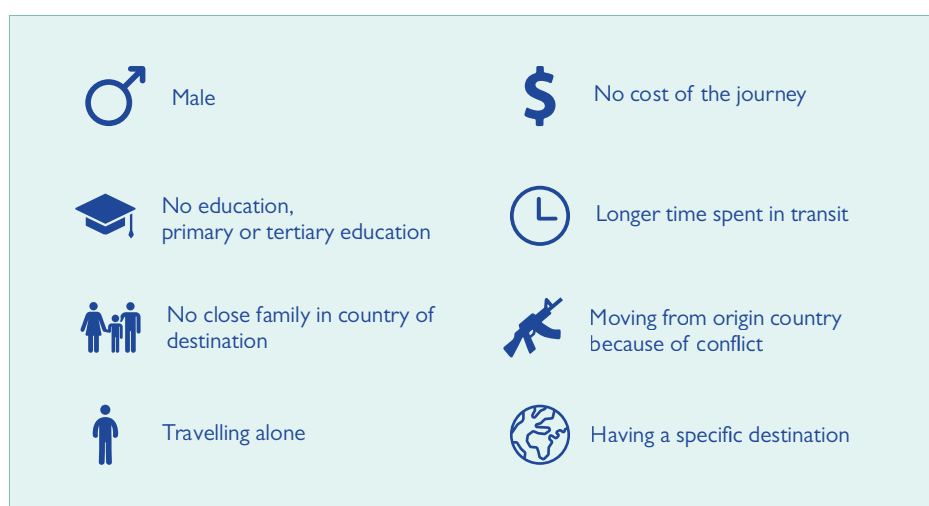 Male
No education,
primary or tertiary education
No close family in country of
destination
Travelling alone
No cost of the journey
Longer time spent in transit
Moving from origin country
because of conflict
Having a specific destination